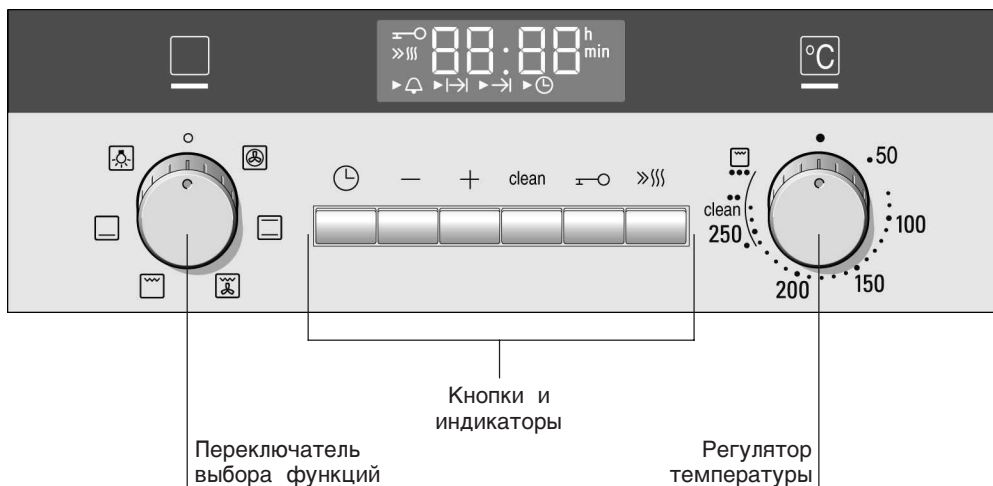 88:88 h
min
°C
clean
50
100
150
200
250
clean
Кнопки и
индикаторы
Переключатель
выбора функций
Регулятор
температуры